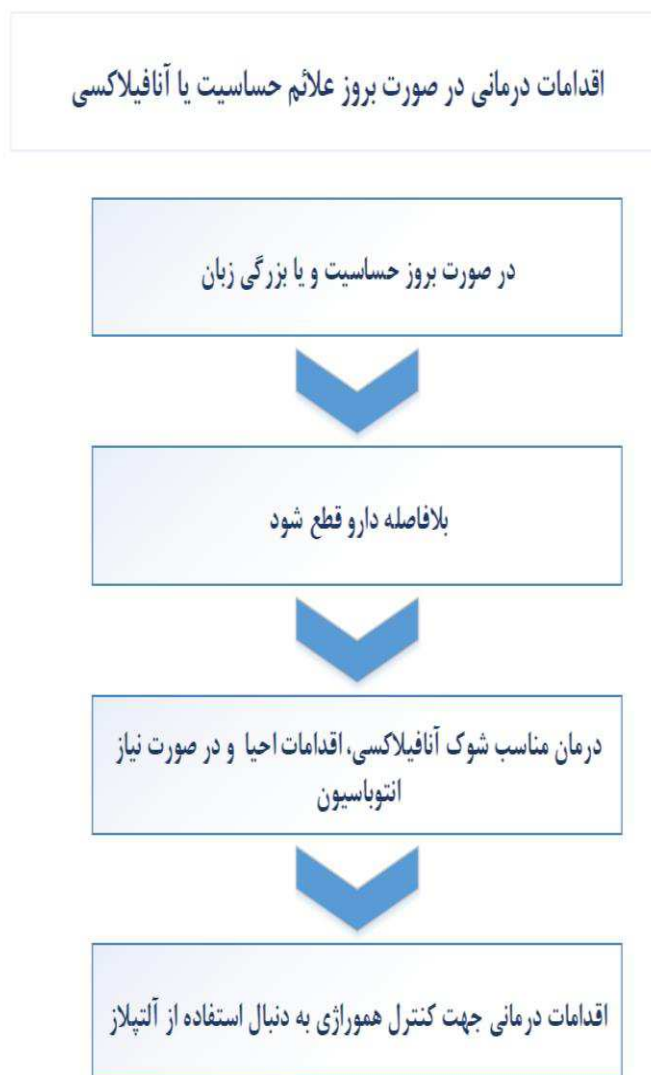 اقدامات درمانی در صورت بروز علائم حساسیت یا آنافیلاکسی
در صورت بروز حساسیت و یا بزرگی زبان
بلافاصله دارو قطع شود
درمان مناسب شوک آنافیلاکسی، اقدامات احیا و در صورت نیاز
انتوباسیون
اقدامات درمانی جهت کنترل هموراژی به دنبال استفاده از آلتپلاز